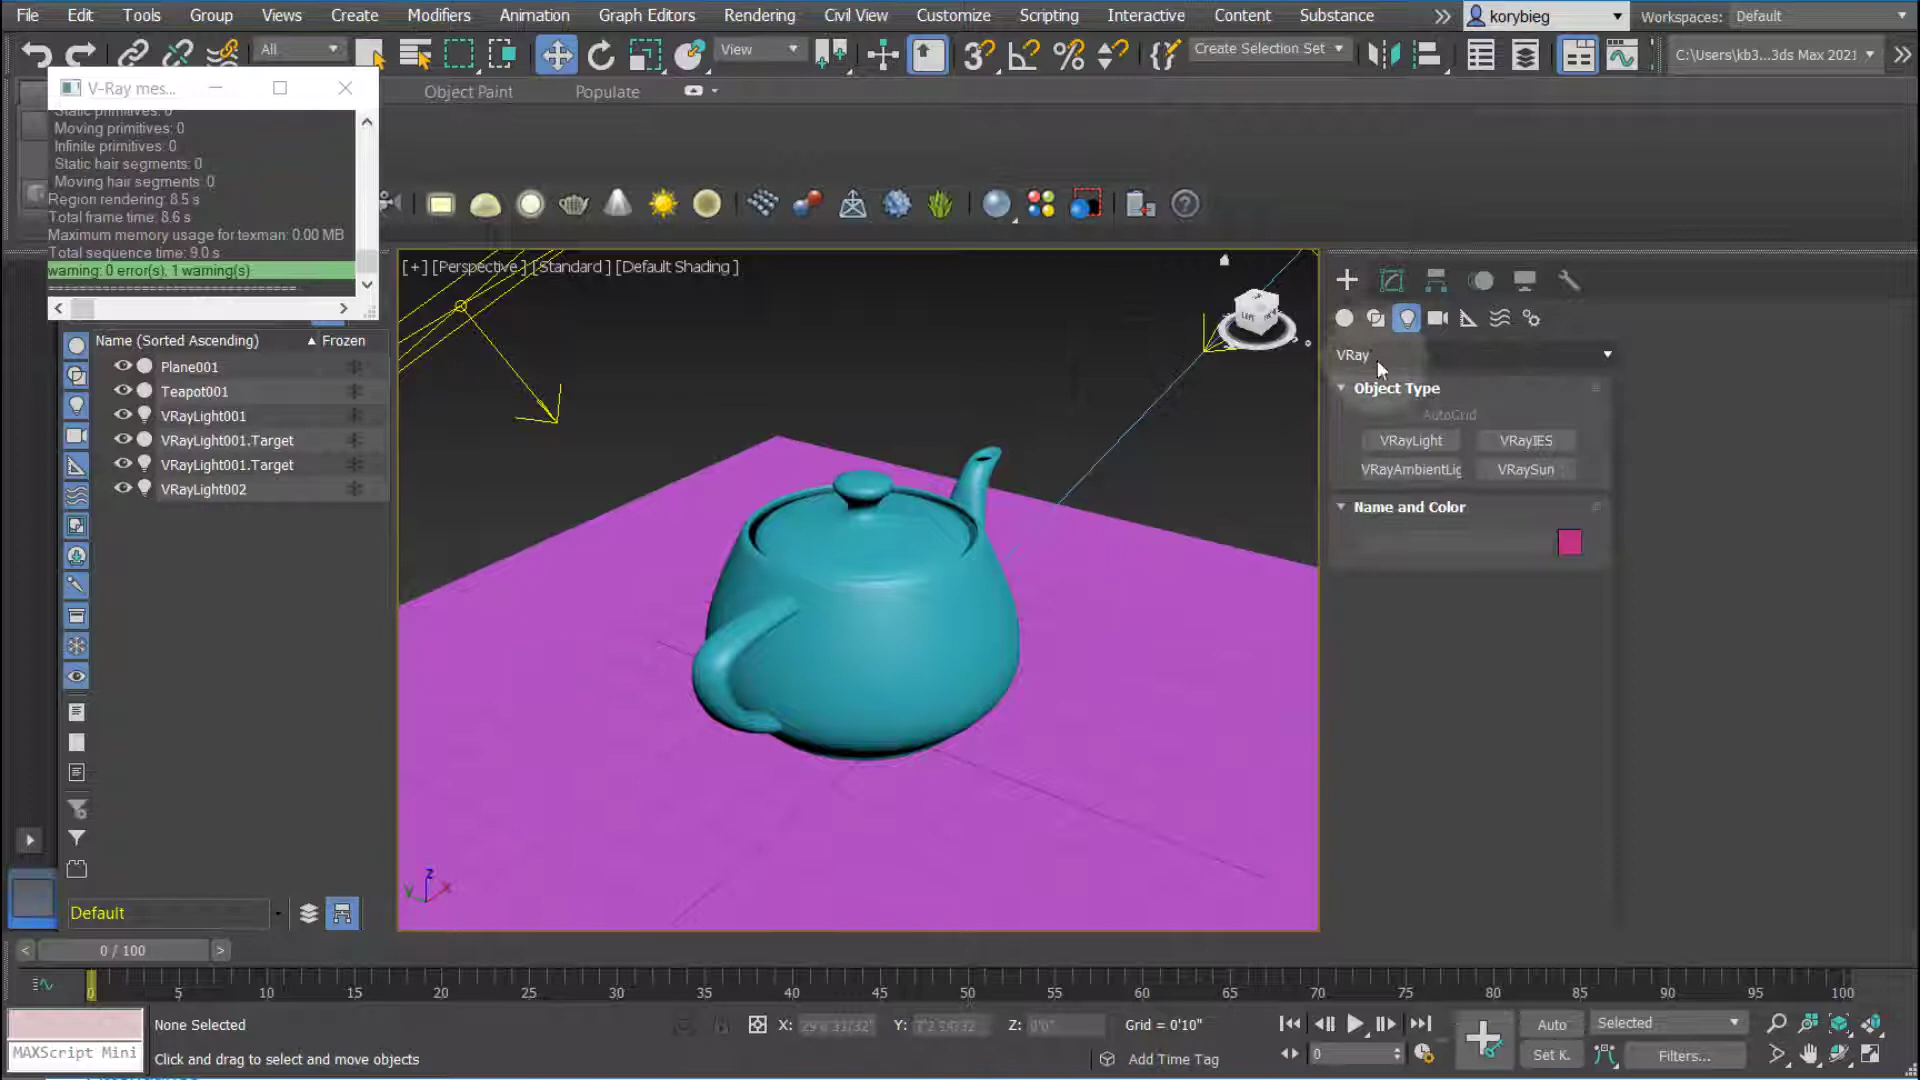 File Edit Tools Group Views Create Modifiers Animation Graph Editors Rendering Civil View Customize Scripting Interactive Content Substance korybieg Workspaces: Default
All View Create Selection Set C:\Users\kb3...3ds Max 2021
V-Ray mes...
Object Paint Populate
Static primitives: 0
Moving primitives: 0
Infinite primitives: 0
Static hair segments: 0
Moving hair segments: 0
Region rendering: 8.5 s
Total frame time: 8.6 s
Maximum memory usage for texman: 0.00 MB
Total sequence time: 9.0 s
warning: 0 error(s), 1 warning(s)
==============================
[+] [Perspective] [Standard] [Default Shading]
Name (Sorted Ascending) Frozen
Plane001
Teapot001
VRayLight001
VRayLight001.Target
VRayLight001.Target
VRayLight002
VRay
Object Type
AutoGrid
VRayLight VRayIES
VRayAmbientLig VRaySun
Name and Color
LEFT
z
y x
Default
0 / 100
0 5 10 15 20 25 30 35 40 45 50 55 60 65 70 75 80 85 90 95 100
None Selected X: Y: Z: 0'0" Grid = 0'10" Auto Selected
MAXScript Mini Click and drag to select and move objects Add Time Tag 0 Set K. Filters...